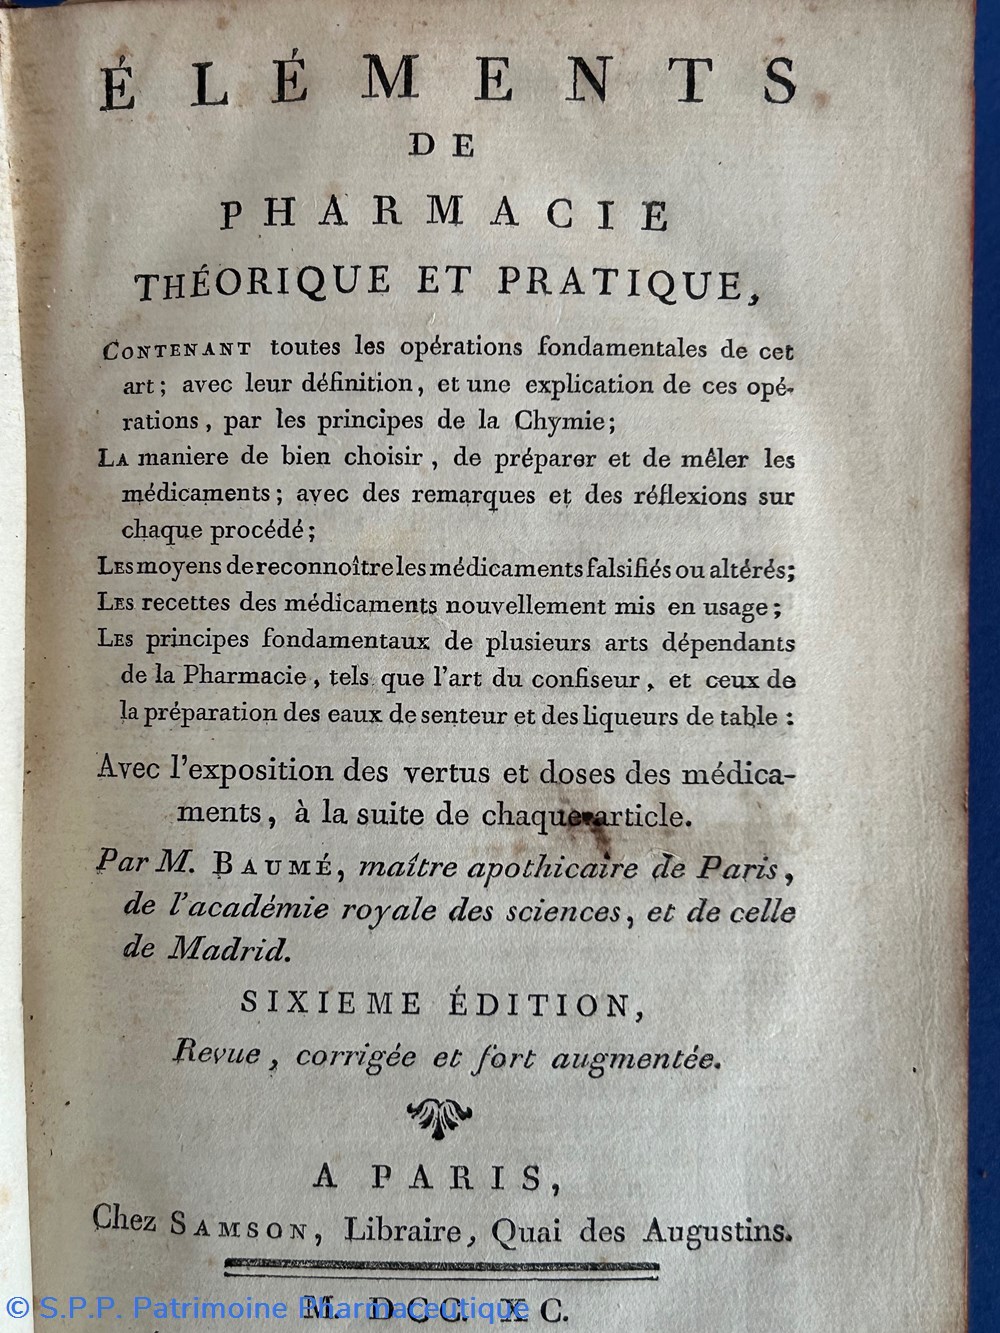 ÉLÉMENTS
DE
PHARMACIE
THÉORIQUE ET PRATIQUE,
CONTENANT toutes les opérations fondamentales de cet
art; avec leur définition, et une explication de ces opé-
rations, par les principes de la Chymie;
LA maniere de bien choisir, de préparer et de mêler les
médicaments; avec des remarques et des réflexions sur
chaque procédé;
LES moyens de reconnoître les médicaments falsifiés ou altérés;
LES recettes des médicaments nouvellement mis en usage;
LES principes fondamentaux de plusieurs arts dépendants
de la Pharmacie, tels que l'art du confiseur, et ceux de
la préparation des eaux de senteur et des liqueurs de table :
Avec l'exposition des vertus et doses des médica-
ments, à la suite de chaque article.
Par M. BAUMÉ, maître apothicaire de Paris,
de l'académie royale des sciences, et de celle
de Madrid.
SIXIEME ÉDITION,
Revue, corrigée et fort augmentée.
A PARIS,
Chez SAMSON, Libraire, Quai des Augustins.
M. DCC. XC.
© S.P.P. Patrimoine Pharmaceutique